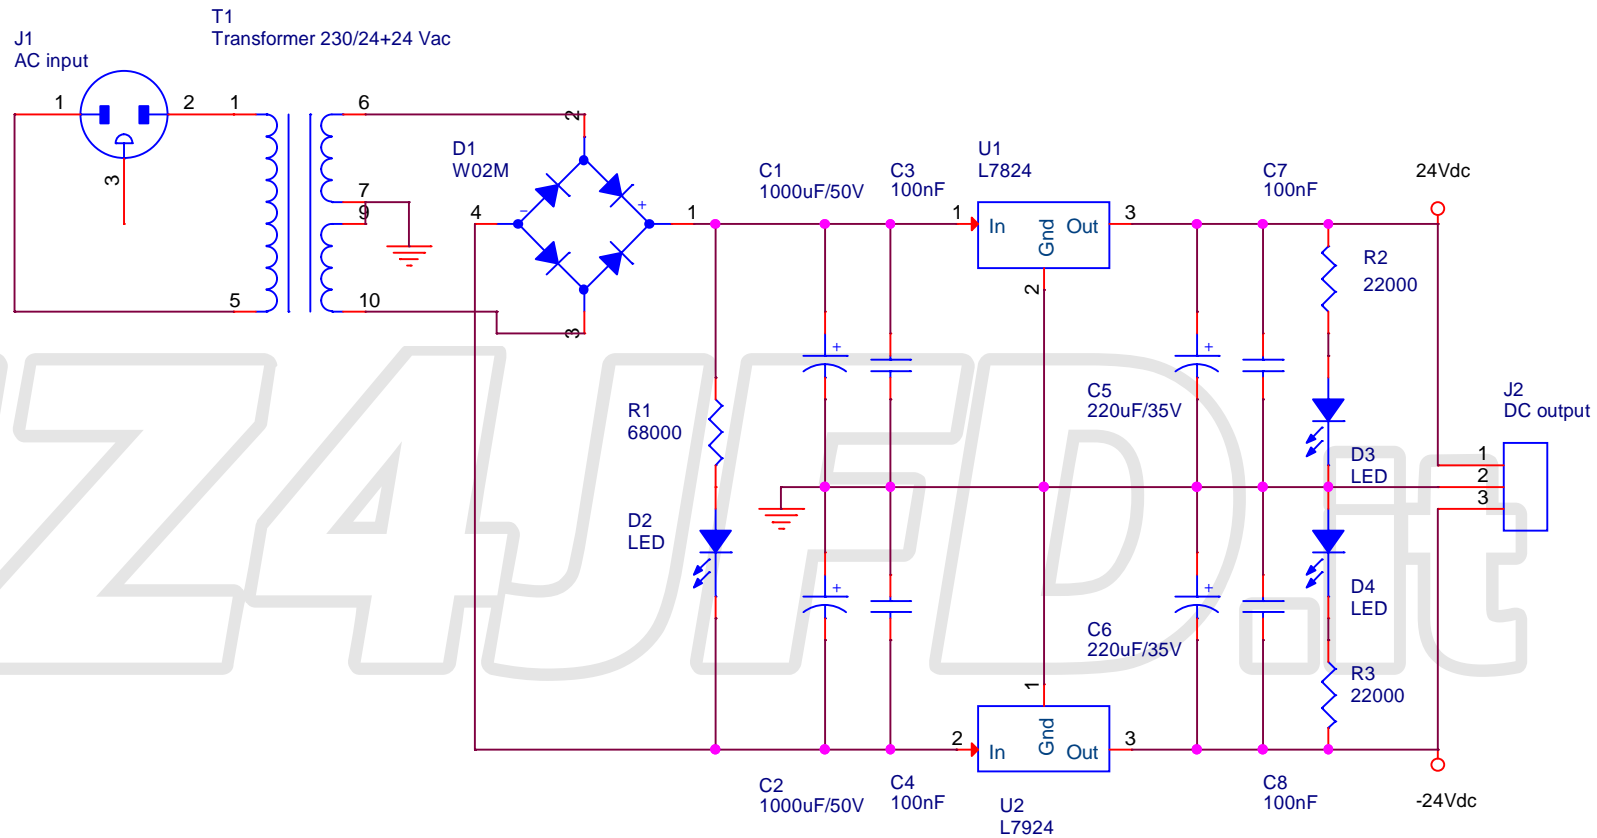 T1
Transformer 230/24+24 Vac
J1
AC input
1
2
1
6
2
3
7
9
5
10
3
D1
W02M
4
-
+
1
C1
1000uF/50V
C3
100nF
U1
L7824
1
In
Gnd
Out
3
2
C7
100nF
24Vdc
R2
22000
+
+
C5
220uF/35V
R1
68000
J2
DC output
1
2
3
D3
LED
D2
LED
+
+
D4
LED
C6
220uF/35V
R3
22000
1
2
In
Gnd
Out
3
C2
1000uF/50V
C4
100nF
U2
L7924
C8
100nF
-24Vdc
IZ4JFD.it